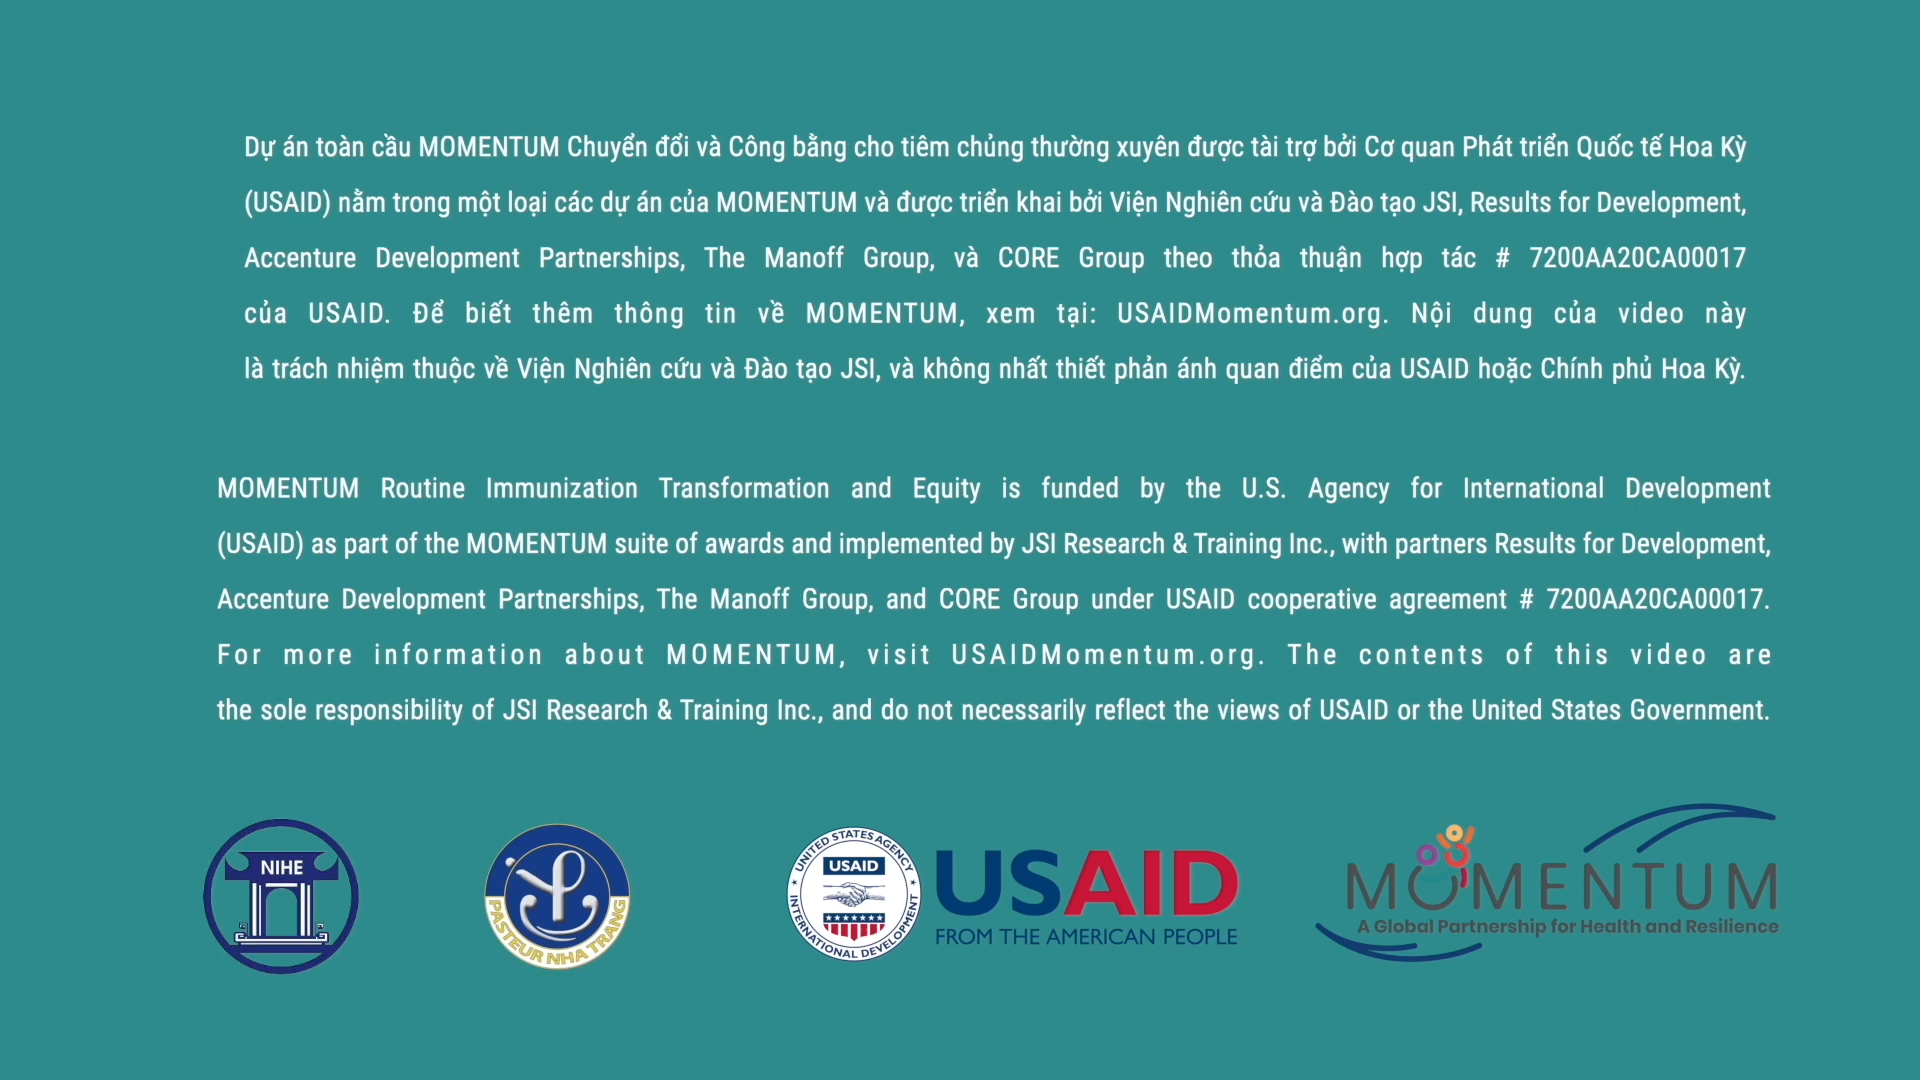 Dự án toàn cầu MOMENTUM Chuyển đổi và Công bằng cho tiêm chủng thường xuyên được tài trợ bởi Cơ quan Phát triển Quốc tế Hoa Kỳ
(USAID) nằm trong một loại các dự án của MOMENTUM và được triển khai bởi Viện Nghiên cứu và Đào tạo JSI, Results for Development,
Accenture Development Partnerships, The Manoff Group, và CORE Group theo thỏa thuận hợp tác # 7200AA20CA00017
của USAID. Để biết thêm thông tin về MOMENTUM, xem tại: USAIDMomentum.org. Nội dung của video này
là trách nhiệm thuộc về Viện Nghiên cứu và Đào tạo JSI, và không nhất thiết phản ánh quan điểm của USAID hoặc Chính phủ Hoa Kỳ.
MOMENTUM Routine Immunization Transformation and Equity is funded by the U.S. Agency for International Development
(USAID) as part of the MOMENTUM suite of awards and implemented by JSI Research & Training Inc., with partners Results for Development,
Accenture Development Partnerships, The Manoff Group, and CORE Group under USAID cooperative agreement # 7200AA20CA00017.
For more information about MOMENTUM, visit USAIDMomentum.org. The contents of this video are
the sole responsibility of JSI Research & Training Inc., and do not necessarily reflect the views of USAID or the United States Government.
NIHE
PASTEUR NHA TRANG
UNITED STATES AGENCY
USAID
INTERNATIONAL DEVELOPMENT
USAID
FROM THE AMERICAN PEOPLE
MOMENTUM
A Global Partnership for Health and Resilience